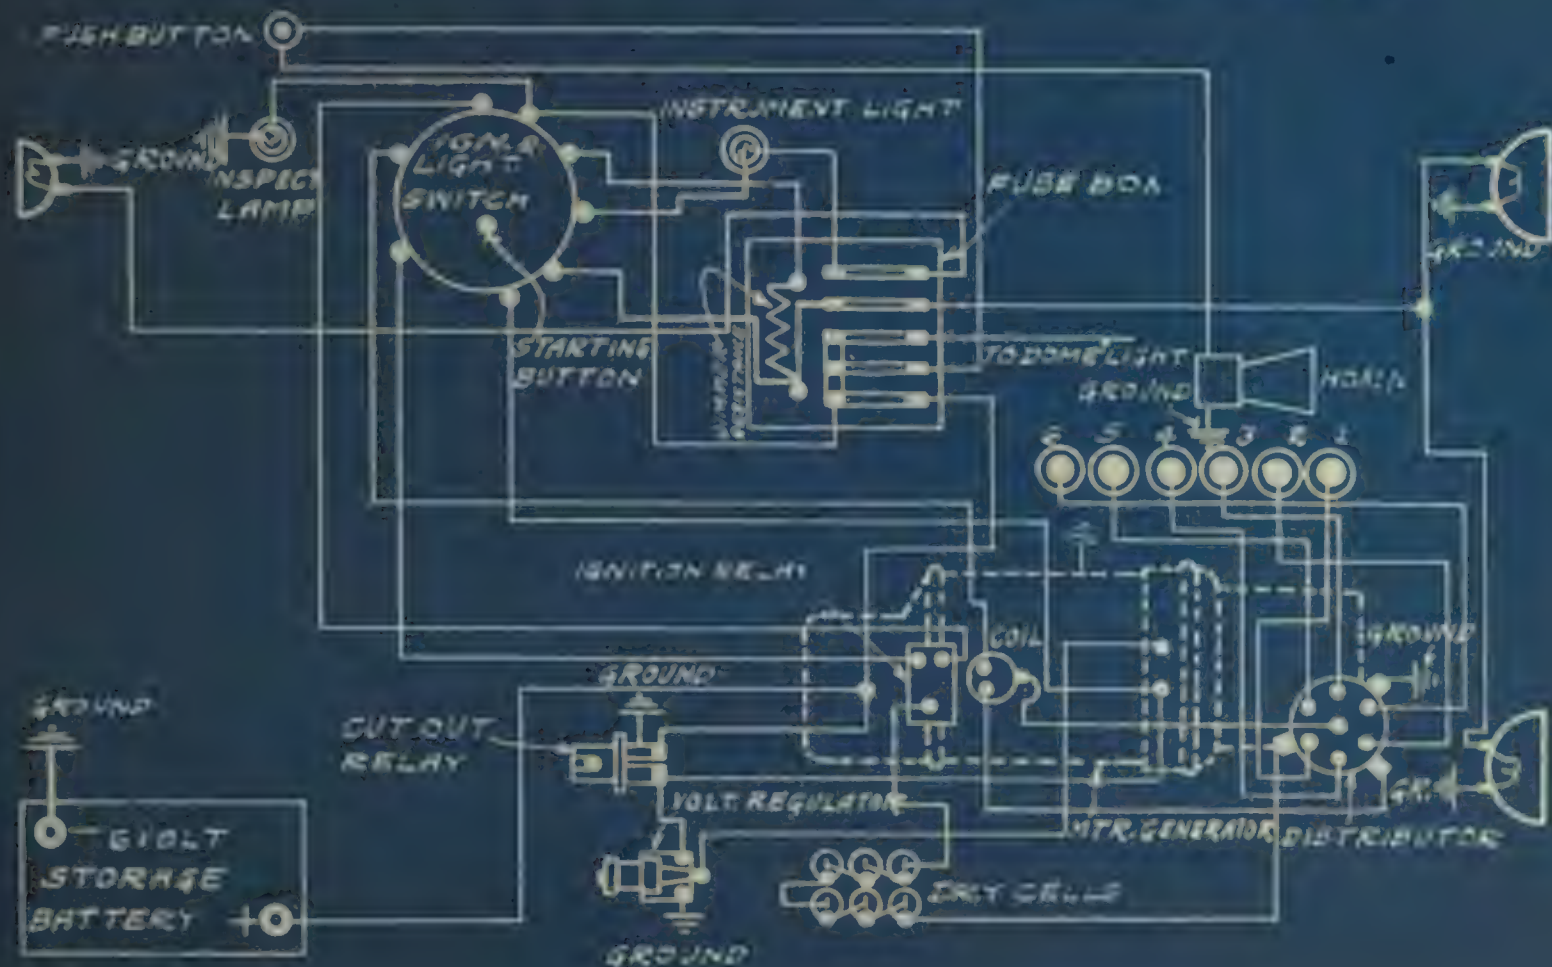 PUSH BUTTON
INSTRUMENT LIGHT
IGN. &
LIGHT
SWITCH
GROUND
INSPECT
LAMP
FUSE BOX
GROUND
STARTING
BUTTON
TO DOME LIGHT
GROUND
HORN
6 5 4 3 2 1
IGNITION RELAY
COIL
GROUND
GROUND
GROUND
CUT OUT
RELAY
VOLT. REGULATOR
MTR. GENERATOR
DISTRIBUTOR
6 VOLT
STORAGE
BATTERY +
DRY CELLS
GROUND